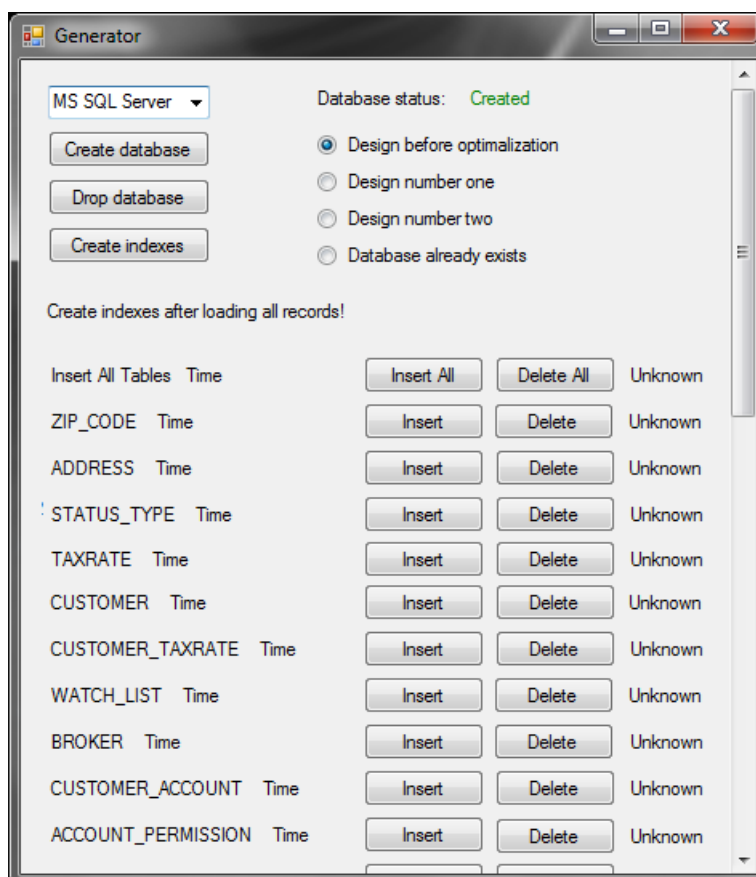 Generator
MS SQL Server
Database status: Created
Create database
Design before optimalization
Design number one
Drop database
Design number two
Create indexes
Database already exists
Create indexes after loading all records!
Insert All Tables Time Insert All Delete All Unknown
ZIP_CODE Time Insert Delete Unknown
ADDRESS Time Insert Delete Unknown
STATUS_TYPE Time Insert Delete Unknown
TAXRATE Time Insert Delete Unknown
CUSTOMER Time Insert Delete Unknown
CUSTOMER_TAXRATE Time Insert Delete Unknown
WATCH_LIST Time Insert Delete Unknown
BROKER Time Insert Delete Unknown
CUSTOMER_ACCOUNT Time Insert Delete Unknown
ACCOUNT_PERMISSION Time Insert Delete Unknown